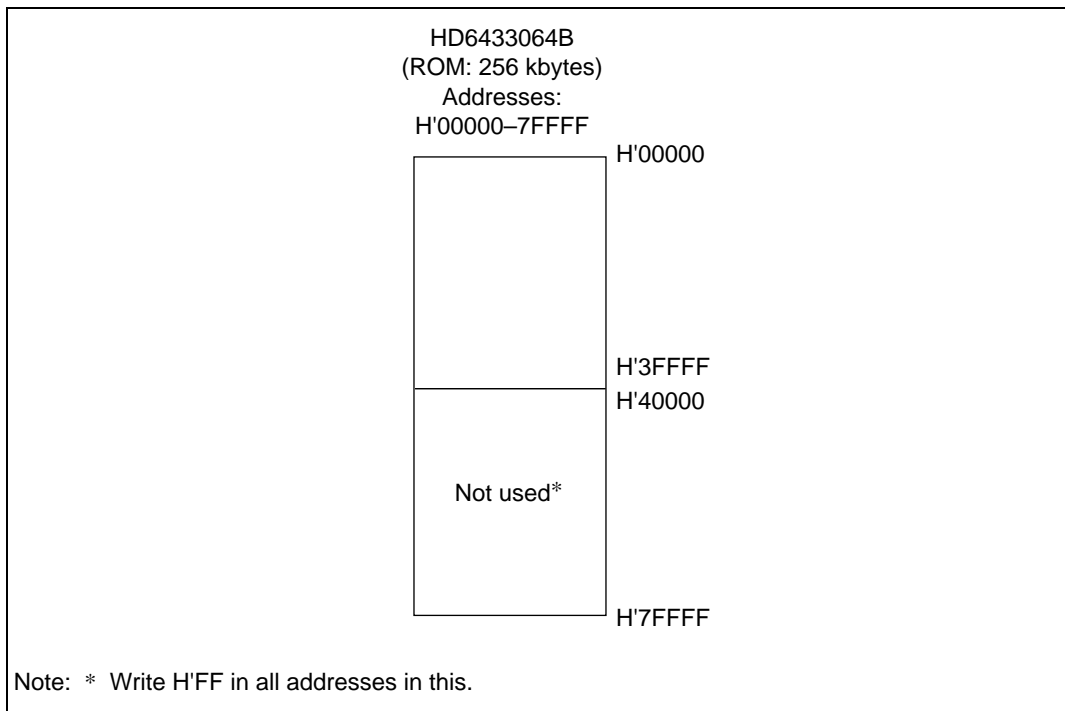 HD6433064B
(ROM: 256 kbytes)
Addresses:
H'00000–7FFFF
H'00000
H'3FFFF
H'40000
Not used*
H'7FFFF
Note: * Write H'FF in all addresses in this.